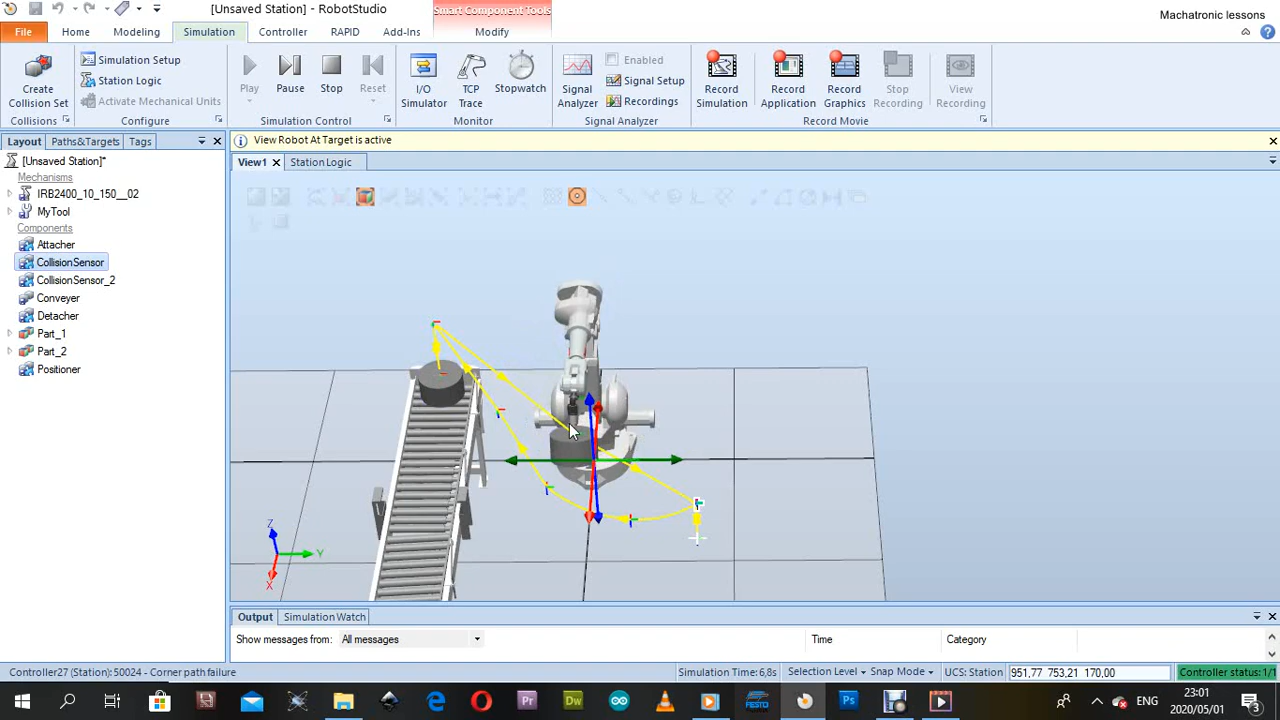 [Unsaved Station] - RobotStudio
Smart Component Tools
Machatronic lessons
File
Home
Modeling
Simulation
Controller
RAPID
Add-Ins
Modify
Create
Collision Set
Collisions
Simulation Setup
Station Logic
Activate Mechanical Units
Configure
Play
Pause
Stop
Reset
Simulation Control
I/O
Simulator
TCP
Trace
Stopwatch
Monitor
Signal
Analyzer
Enabled
Signal Setup
Recordings
Signal Analyzer
Record
Simulation
Record
Application
Record
Graphics
Stop
Recording
View
Recording
Record Movie
Layout
Paths&Targets
Tags
View Robot At Target is active
[Unsaved Station]*
View1
Station Logic
Mechanisms
IRB2400_10_150__02
MyTool
Components
Attacher
CollisionSensor
CollisionSensor_2
Conveyer
Detacher
Part_1
Part_2
Positioner
Z
Y
X
Output
Simulation Watch
Show messages from:
All messages
Time
Category
Controller27 (Station): 50024 - Corner path failure
Simulation Time: 6,8s
Selection Level
Snap Mode
UCS: Station
951,77 753,21 170,00
Controller status: 1/1
Pr
Dw
FESTO
Ps
ENG
23:01
2020/05/01
3